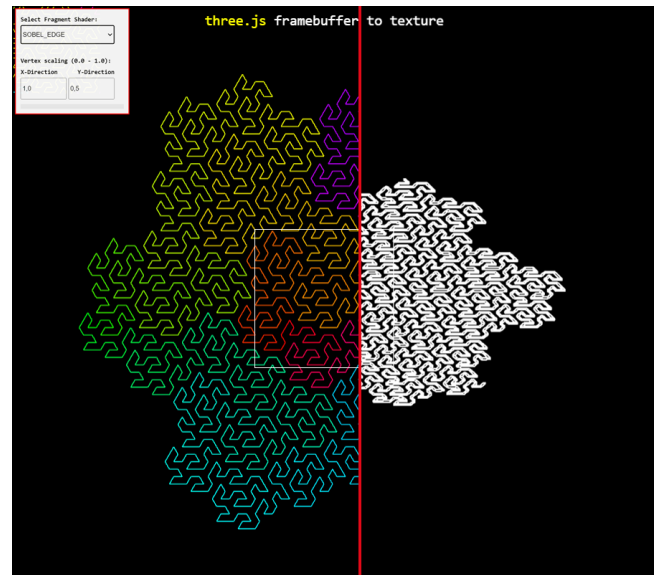 three.js framebuffer to texture
Select Fragment Shader:
SOBEL_EDGE
Vertex scaling (0.0 - 1.0):
X-Direction Y-Direction
1,0 0,5